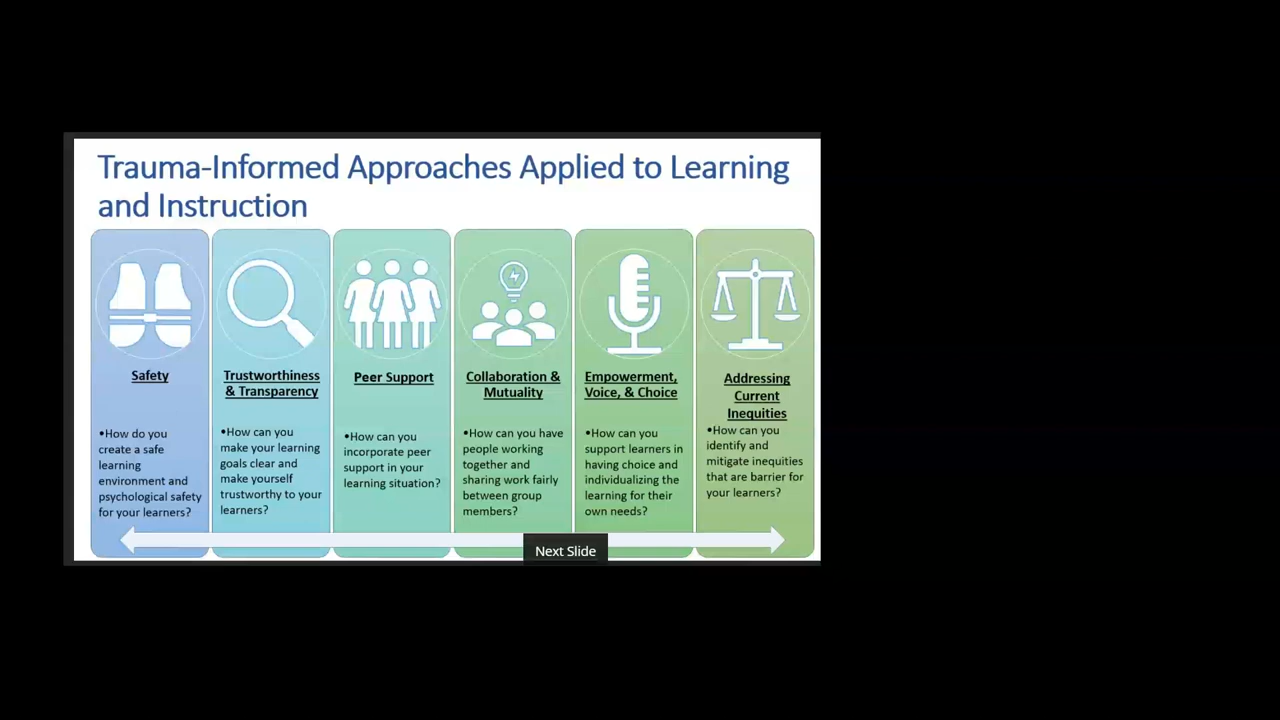 Trauma-Informed Approaches Applied to Learning
and Instruction
Safety
•How do you
create a safe
learning
environment and
psychological safety
for your learners?
Trustworthiness
& Transparency
•How can you
make your learning
goals clear and
make yourself
trustworthy to your
learners?
Peer Support
•How can you
incorporate peer
support in your
learning situation?
Collaboration &
Mutuality
•How can you have
people working
together and
sharing work fairly
between group
members?
Empowerment,
Voice, & Choice
•How can you
support learners in
having choice and
individualizing the
learning for their
own needs?
Addressing
Current
Inequities
•How can you
identify and
mitigate inequities
that are barrier for
your learners?
Next Slide